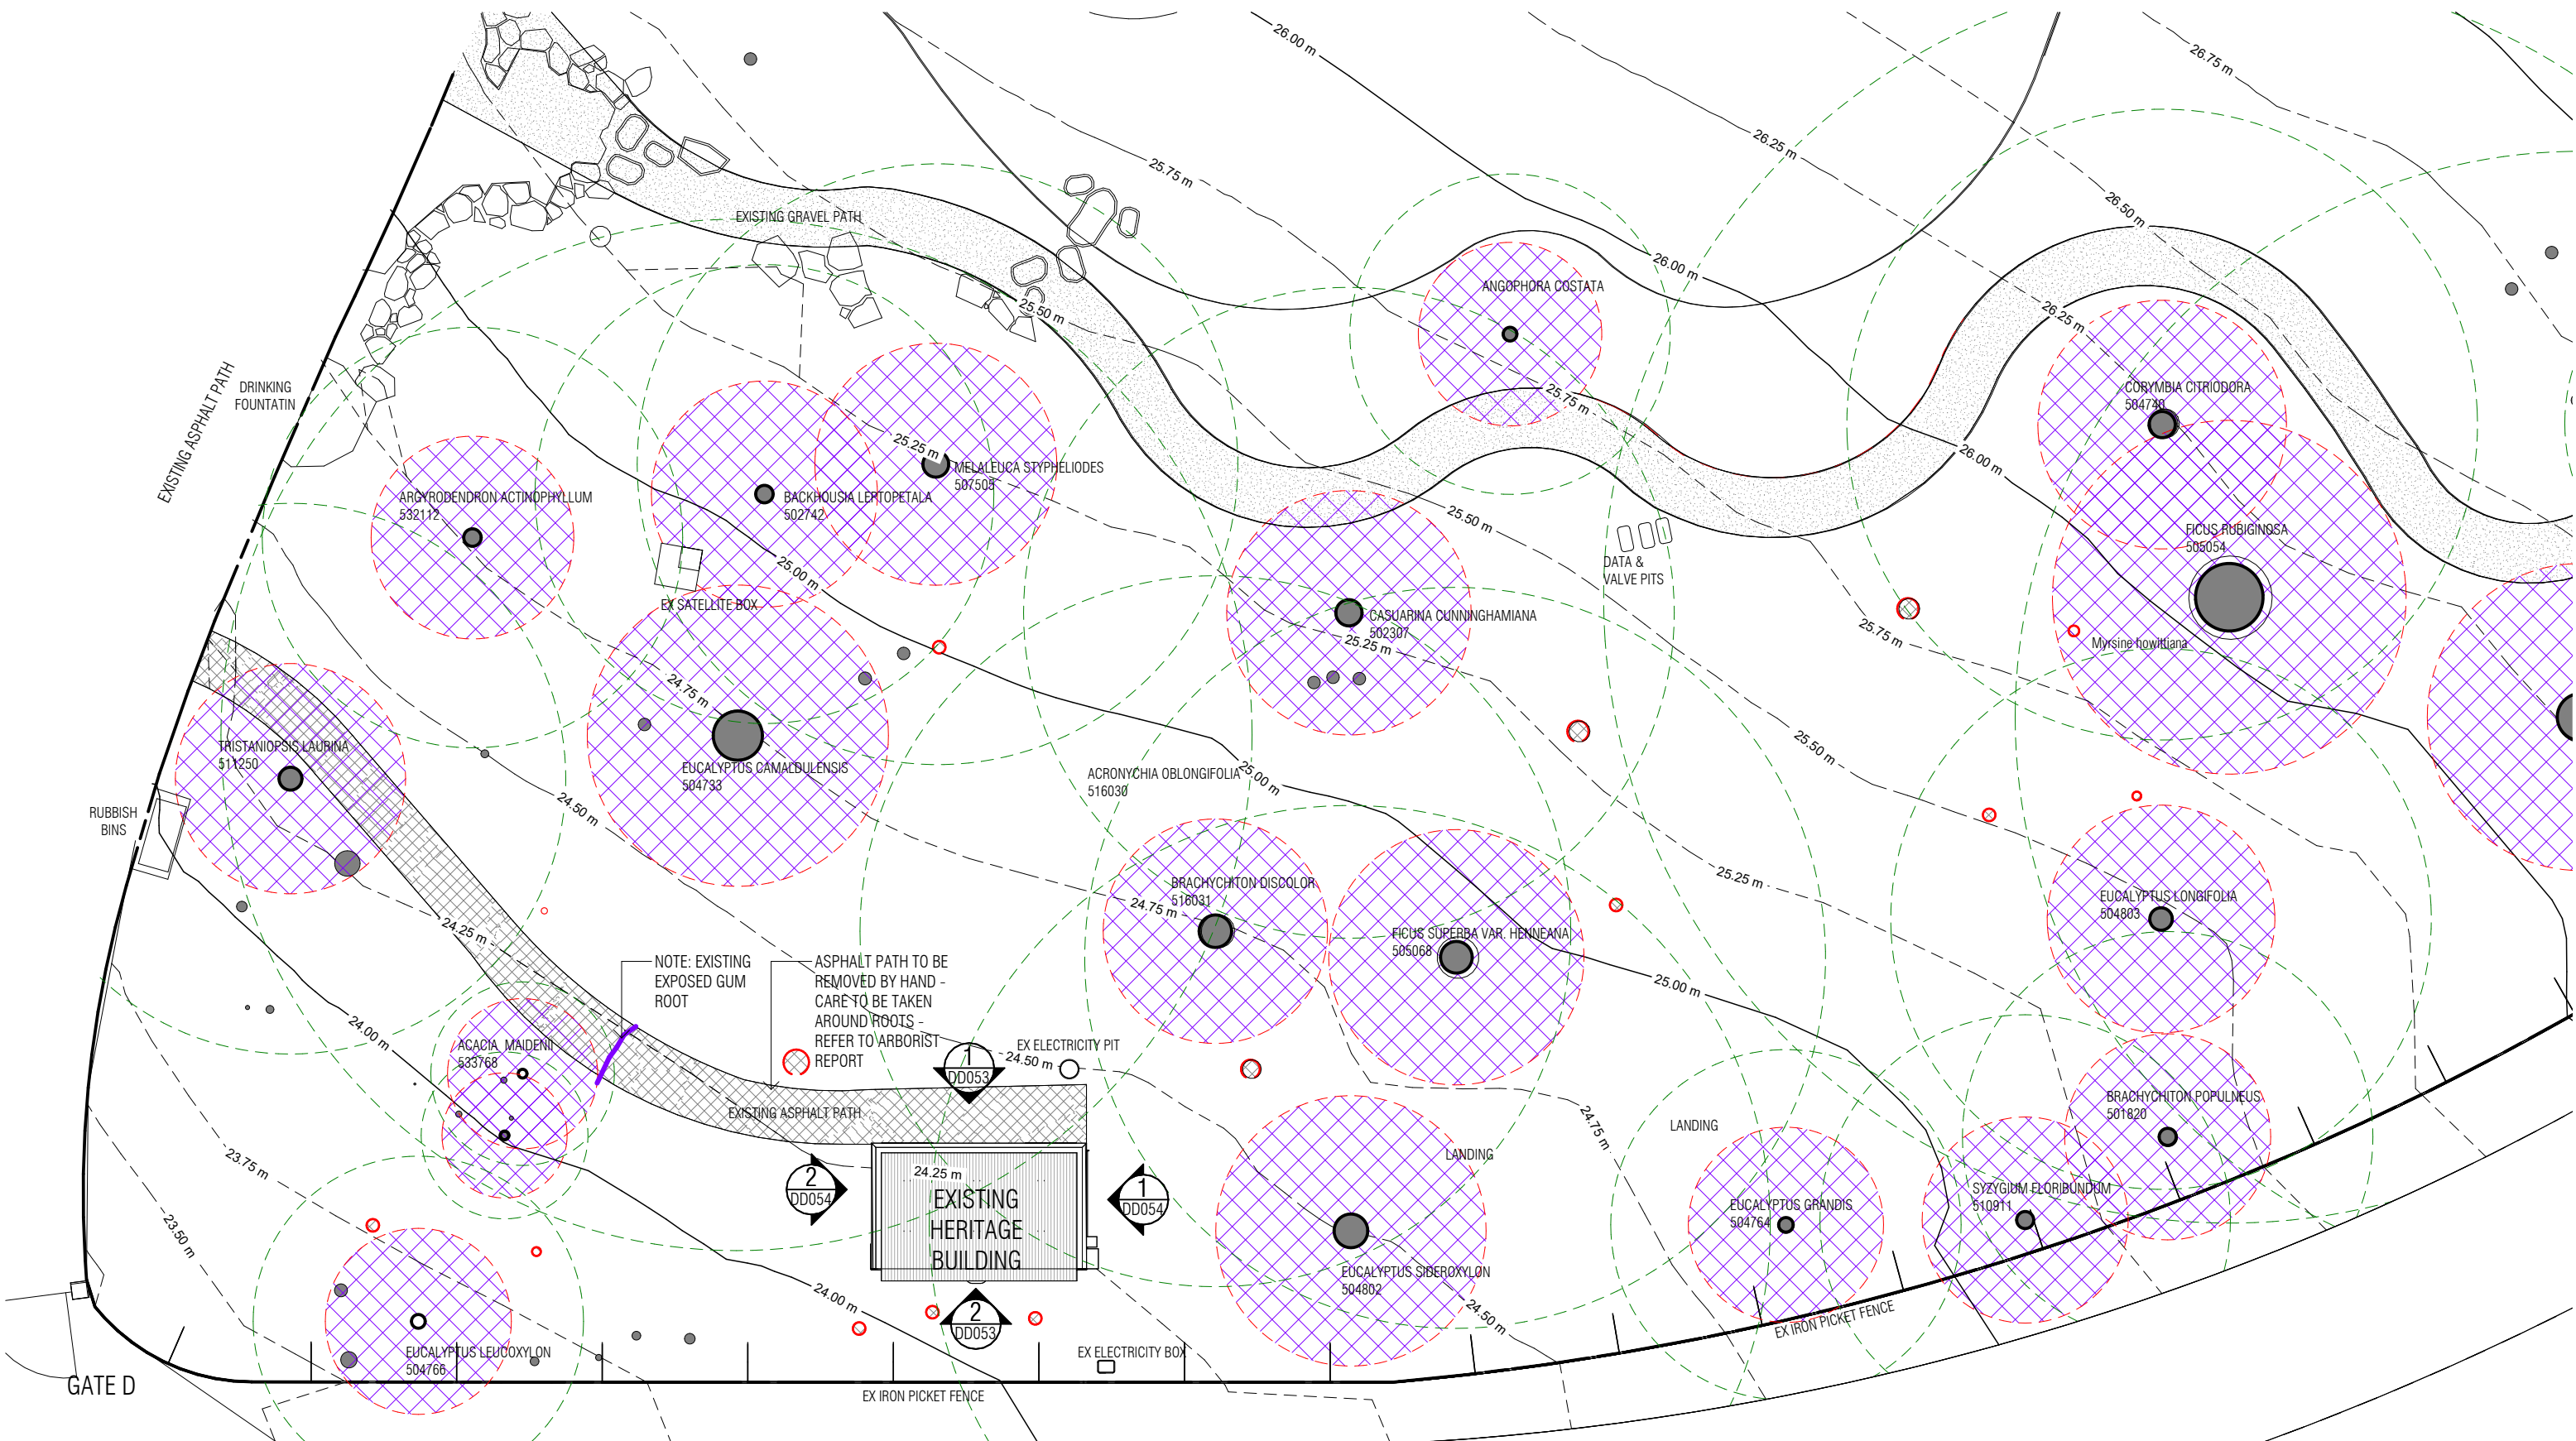 26.00 m
26.75 m
26.25 m
25.75 m
26.50 m
EXISTING GRAVEL PATH
26.00 m
ANGOPHORA COSTATA
25.50 m
26.25 m
EXISTING ASPHALT PATH
DRINKING
FOUNTATIN
CORYMBIA CITRIODORA
504740
25.75 m
25.25 m
MELALEUCA STYPHELIODES
507505
26.00 m
ARGYRODENDRON ACTINOPHYLLUM
532112
BACKHOUSIA LEPTOPETALA
502742
25.50 m
FICUS RUBIGINOSA
505054
DATA &
VALVE PITS
25.00 m
EX SATELLITE BOX
CASUARINA CUNNINGHAMIANA
502307
25.25 m
25.75 m
Myrsine howittiana
24.75 m
TRISTANIOPSIS LAURINA
511250
EUCALYPTUS CAMALDULENSIS
504733
ACRONYCHIA OBLONGIFOLIA
516030
25.00 m
25.50 m
RUBBISH
BINS
24.50 m
25.25 m
BRACHYCHITON DISCOLOR
516031
24.75 m
EUCALYPTUS LONGIFOLIA
504803
24.25 m
FICUS SUPERBA VAR. HENNEANA
505068
25.00 m
NOTE: EXISTING
EXPOSED GUM
ROOT
ASPHALT PATH TO BE
REMOVED BY HAND -
CARE TO BE TAKEN
AROUND ROOTS -
REFER TO ARBORIST
REPORT
24.00 m
ACACIA MAIDENII
533768
EX ELECTRICITY PIT
24.50 m
1
DD053
EXISTING ASPHALT PATH
24.75 m
LANDING
BRACHYCHITON POPULNEUS
501820
LANDING
23.75 m
2
DD054
24.25 m
EXISTING
HERITAGE
BUILDING
1
DD054
EUCALYPTUS GRANDIS
504764
SYZYGIUM FLORIBUNDUM
510911
23.50 m
EUCALYPTUS SIDEROXYLON
504802
24.00 m
2
DD053
24.50 m
EX IRON PICKET FENCE
EUCALYPTUS LEUCOXYLON
504766
EX ELECTRICITY BOX
GATE D
EX IRON PICKET FENCE